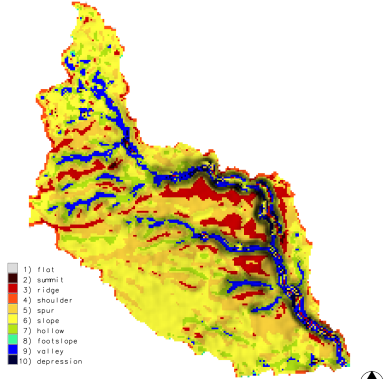 1) flat
2) summit
3) ridge
4) shoulder
5) spur
6) slope
7) hollow
8) footslope
9) valley
10) depression